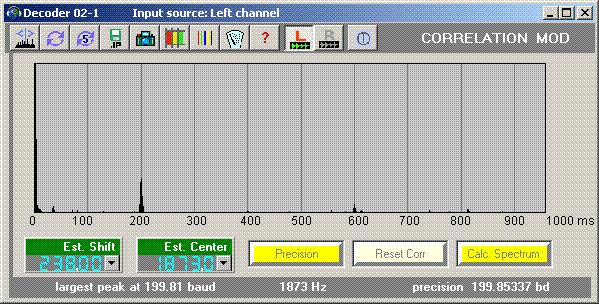 Decoder 02-1 Input source: Left channel
S .IP ? L R CORRELATION MOD
0 100 200 300 400 500 600 700 800 900 1000 ms
Est. Shift Est. Center
238.00 1873.0 Precision Reset Corr Calc. Spectrum
largest peak at 199.81 baud 1873 Hz precision 199.85337 bd